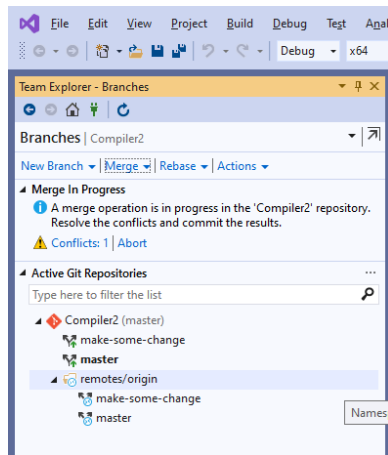 File Edit View Project Build Debug Test
Debug x64
Team Explorer - Branches
Branches | Compiler2
New Branch | Merge | Rebase | Actions
Merge In Progress
A merge operation is in progress in the 'Compiler2' repository.
Resolve the conflicts and commit the results.
Conflicts: 1 | Abort
Active Git Repositories
Type here to filter the list
Compiler2 (master)
make-some-change
master
remotes/origin
make-some-change
Names
master